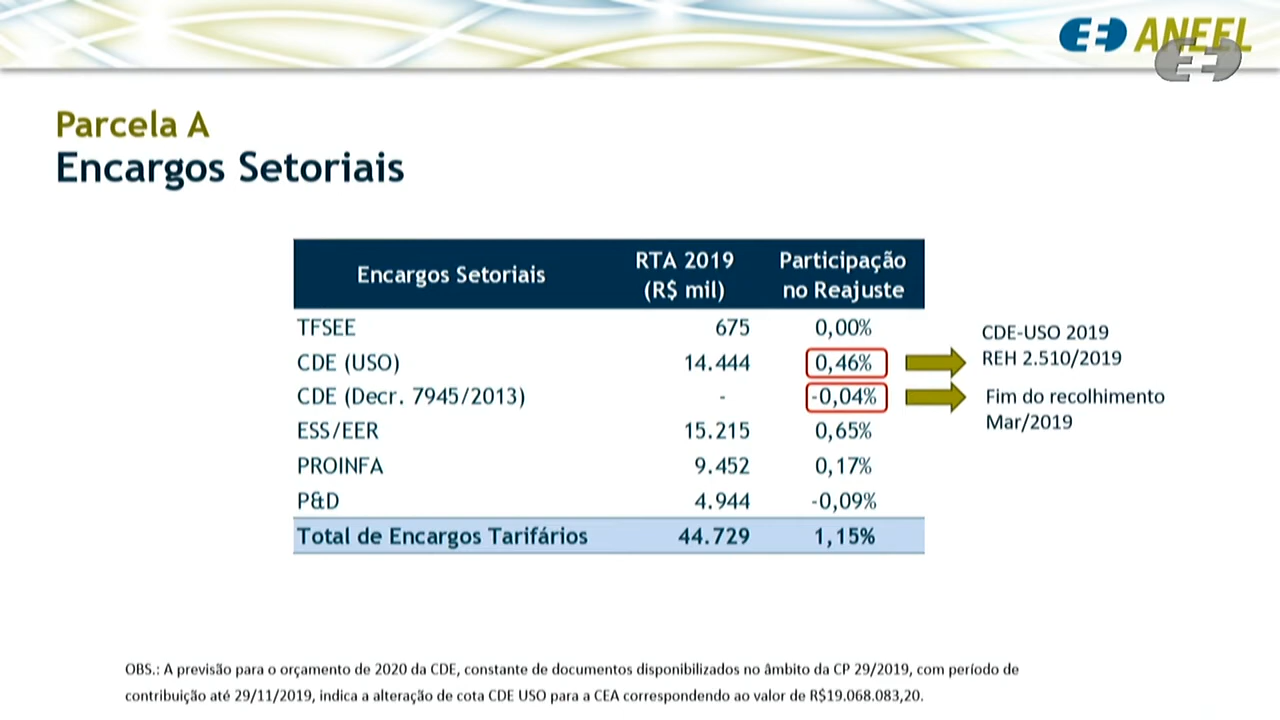 ANEEL
Parcela A
Encargos Setoriais
Encargos Setoriais RTA 2019 (R$ mil) Participação no Reajuste
TFSEE 675 0,00%
CDE (USO) 14.444 0,46%
CDE (Decr. 7945/2013) - -0,04%
ESS/EER 15.215 0,65%
PROINFA 9.452 0,17%
P&D 4.944 -0,09%
Total de Encargos Tarifários 44.729 1,15%
CDE-USO 2019
REH 2.510/2019
Fim do recolhimento
Mar/2019
OBS.: A previsão para o orçamento de 2020 da CDE, constante de documentos disponibilizados no âmbito da CP 29/2019, com período de
contribuição até 29/11/2019, indica a alteração de cota CDE USO para a CEA correspondendo ao valor de R$19.068.083,20.